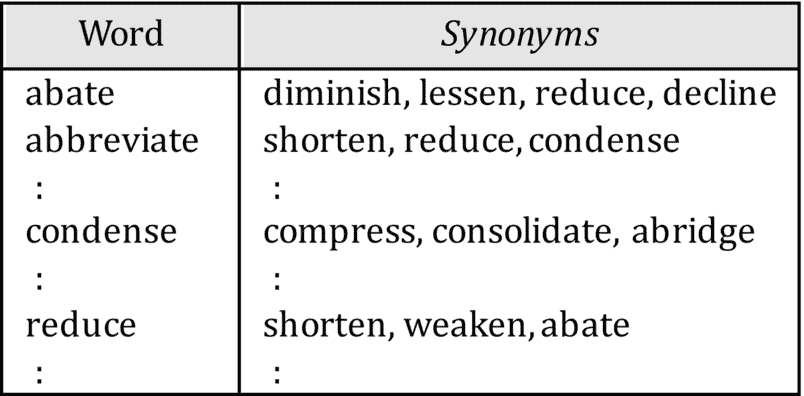 Word Synonyms
abate diminish, lessen, reduce, decline
abbreviate shorten, reduce, condense
: :
condense compress, consolidate, abridge
: :
reduce shorten, weaken, abate
: :